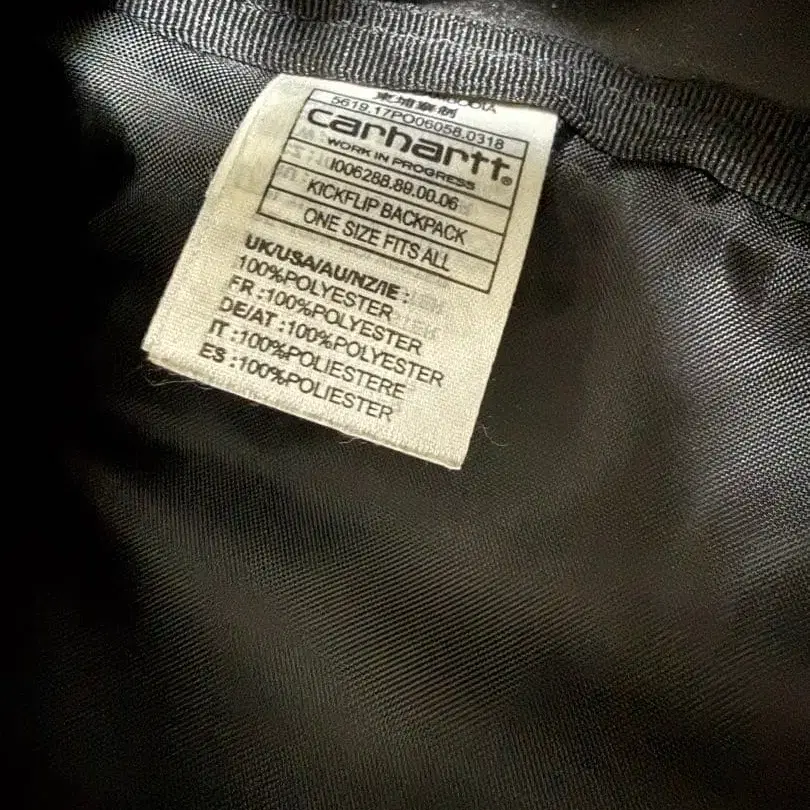 5619.17PO06058.0318
carhartt®
WORK IN PROGRESS
I006288.89.00.06
KICKFLIP BACKPACK
ONE SIZE FITS ALL
UK/USA/AU/NZ/IE :
100%POLYESTER
FR :100%POLYESTER
DE/AT :100%POLYESTER
IT :100%POLIESTERE
ES :100%POLIESTER